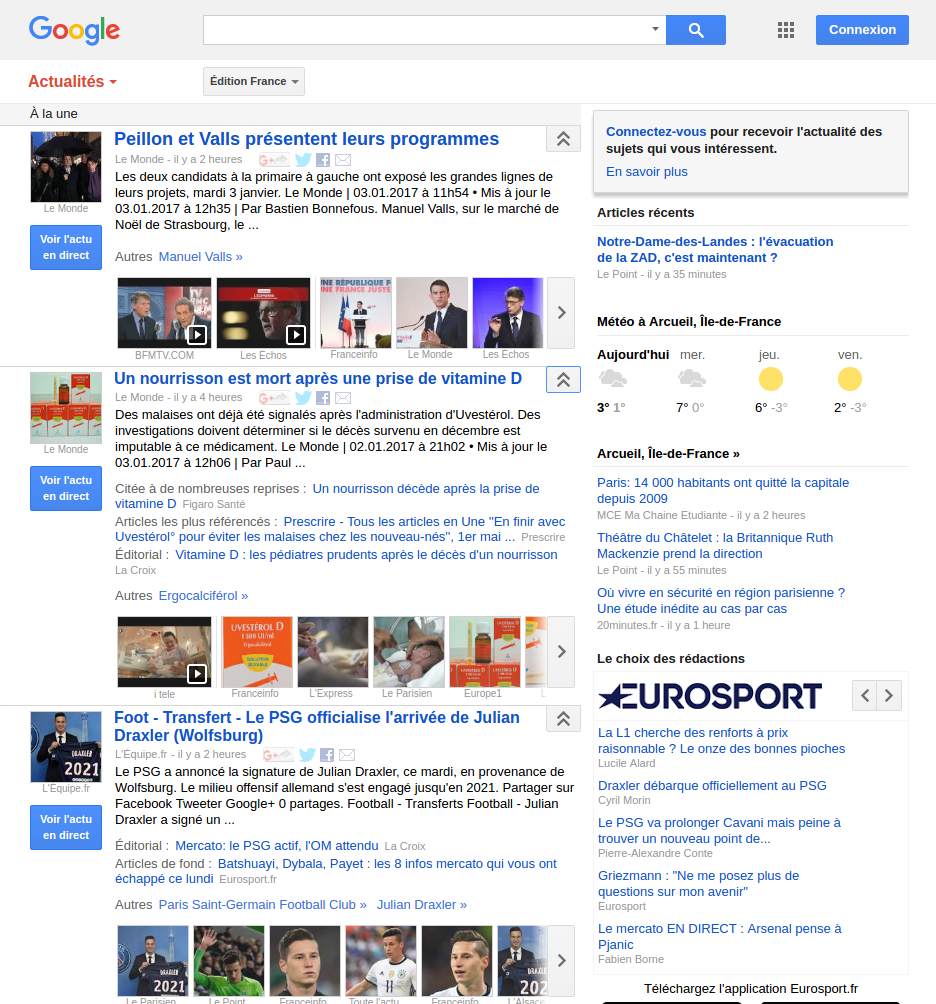 Google
Connexion
Actualités
Édition France
À la une
Peillon et Valls présentent leurs programmes
Le Monde - il y a 2 heures
Les deux candidats à la primaire à gauche ont exposé les grandes lignes de
leurs projets, mardi 3 janvier. Le Monde | 03.01.2017 à 11h54 • Mis à jour le
03.01.2017 à 12h35 | Par Bastien Bonnefous. Manuel Valls, sur le marché de
Noël de Strasbourg, le ...
Le Monde
Voir l'actu
en direct
Autres Manuel Valls »
BFMTV.COM
Les Échos
Franceinfo
Le Monde
Les Échos
Un nourrisson est mort après une prise de vitamine D
Le Monde - il y a 4 heures
Des malaises ont déjà été signalés après l'administration d'Uvestérol. Des
investigations doivent déterminer si le décès survenu en décembre est
imputable à ce médicament. Le Monde | 02.01.2017 à 21h02 • Mis à jour le
03.01.2017 à 12h06 | Par Paul ...
Le Monde
Voir l'actu
en direct
Citée à de nombreuses reprises : Un nourrisson décède après la prise de
vitamine D Figaro Santé
Articles les plus référencés : Prescrire - Tous les articles en Une "En finir avec
Uvestérol° pour éviter les malaises chez les nouveau-nés", 1er mai ... Prescrire
Éditorial : Vitamine D : les pédiatres prudents après le décès d'un nourrisson
La Croix
Autres Ergocalciférol »
UVESTÉROL D
1 500 UI/ml
i tele
Franceinfo
L'Express
Le Parisien
Europe1
L
Foot - Transfert - Le PSG officialise l'arrivée de Julian
Draxler (Wolfsburg)
L'Équipe.fr - il y a 2 heures
Le PSG a annoncé la signature de Julian Draxler, ce mardi, en provenance de
Wolfsburg. Le milieu offensif allemand s'est engagé jusqu'en 2021. Partager sur
Facebook Tweeter Google+ 0 partages. Football - Transferts Football - Julian
Draxler a signé un ...
DRAXLER
2021
L'Équipe.fr
Voir l'actu
en direct
Éditorial : Mercato: le PSG actif, l'OM attendu La Croix
Articles de fond : Batshuayi, Dybala, Payet : les 8 infos mercato qui vous ont
échappé ce lundi Eurosport.fr
Autres Paris Saint-Germain Football Club » Julian Draxler »
DRAXLER
2021
Le Parisien
Le Point
Franceinfo
Toute l'actu
Franceinfo
L'Alsace
Connectez-vous pour recevoir l'actualité des
sujets qui vous intéressent.
En savoir plus
Articles récents
Notre-Dame-des-Landes : l'évacuation
de la ZAD, c'est maintenant ?
Le Point - il y a 35 minutes
Météo à Arcueil, Île-de-France
Aujourd'hui mer. jeu. ven.
3° 1° 7° 0° 6° -3° 2° -3°
Arcueil, Île-de-France »
Paris: 14 000 habitants ont quitté la capitale
depuis 2009
MCE Ma Chaine Etudiante - il y a 2 heures
Théâtre du Châtelet : la Britannique Ruth
Mackenzie prend la direction
Le Point - il y a 55 minutes
Où vivre en sécurité en région parisienne ?
Une étude inédite au cas par cas
20minutes.fr - il y a 1 heure
Le choix des rédactions
EUROSPORT
La L1 cherche des renforts à prix
raisonnable ? Le onze des bonnes pioches
Lucile Alard
Draxler débarque officiellement au PSG
Cyril Morin
Le PSG va prolonger Cavani mais peine à
trouver un nouveau point de...
Pierre-Alexandre Conte
Griezmann : "Ne me posez plus de
questions sur mon avenir"
Eurosport
Le mercato EN DIRECT : Arsenal pense à
Pjanic
Fabien Borne
Téléchargez l'application Eurosport.fr